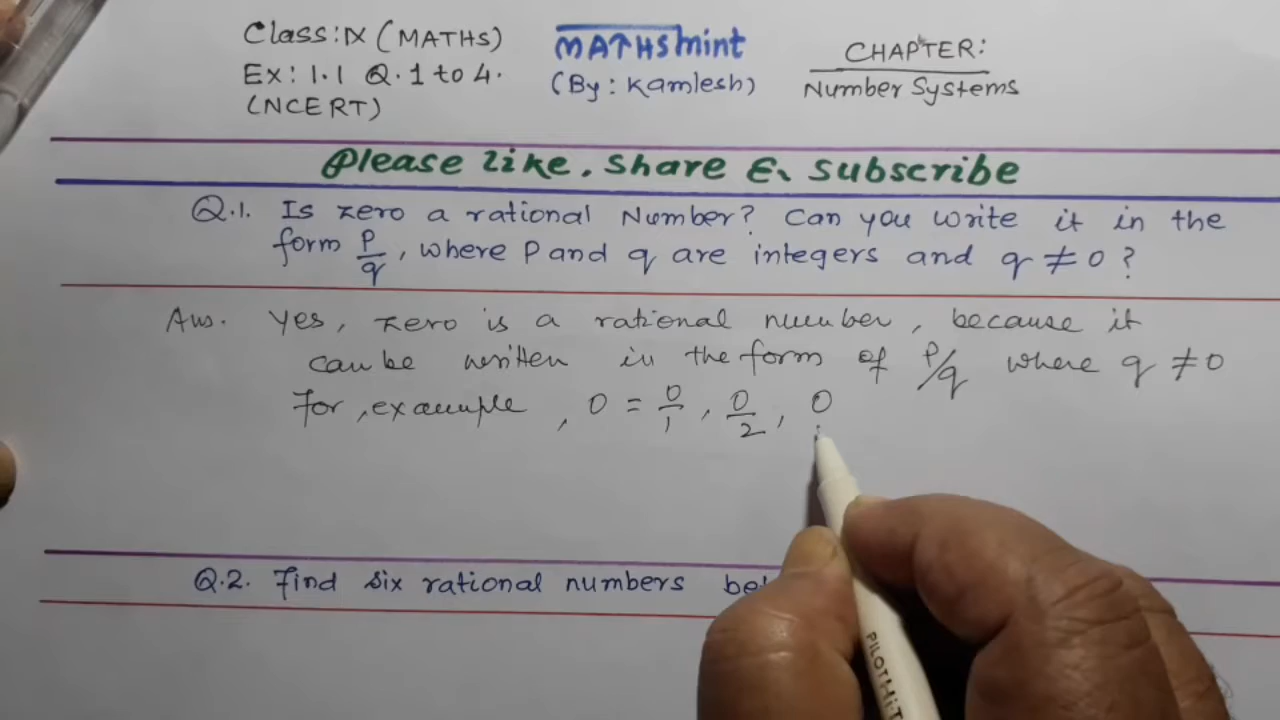 Class: IX (MATHS)
Ex: 1.1 Q.1 to 4.
(NCERT)
MATHSmint
(By: Kamlesh)
CHAPTER:
Number Systems
Please like, Share & Subscribe
Q.1. Is zero a rational Number? Can you write it in the
form P/q, where P and q are integers and q ≠ 0?
Ans. Yes, zero is a rational number, because it
can be written in the form of P/q where q ≠ 0
For, example, 0 = 0/1, 0/2, 0
Q.2. Find six rational numbers
PILOT HI-T